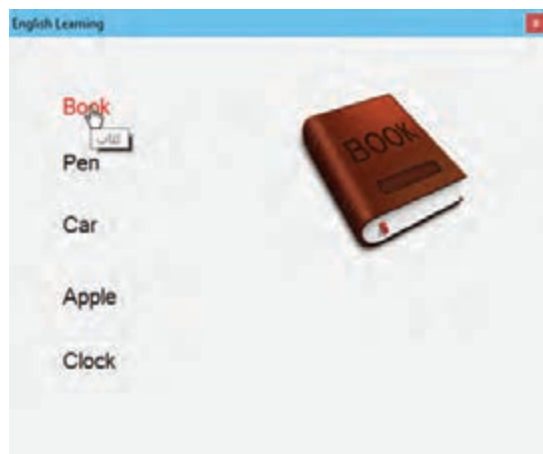 English Learning
Book
کتاب
Pen
Car
Apple
Clock
BOOK